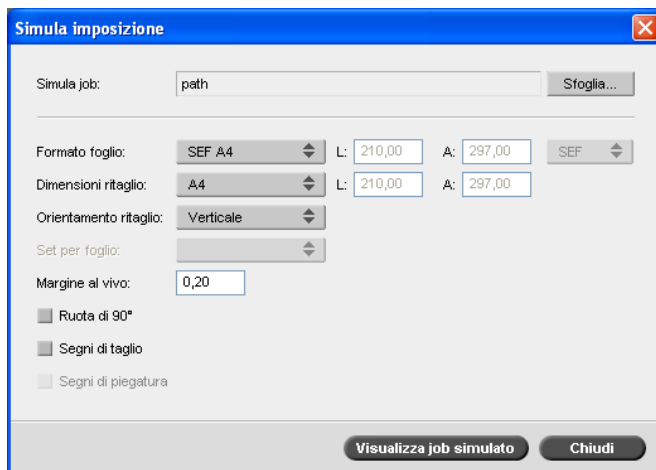 Simula imposizione
Simula job: path Sfoglia...
Formato foglio: SEF A4 L: 210,00 A: 297,00 SEF
Dimensioni ritaglio: A4 L: 210,00 A: 297,00
Orientamento ritaglio: Verticale
Set per foglio:
Margine al vivo: 0,20
Ruota di 90°
Segni di taglio
Segni di piegatura
Visualizza job simulato Chiudi